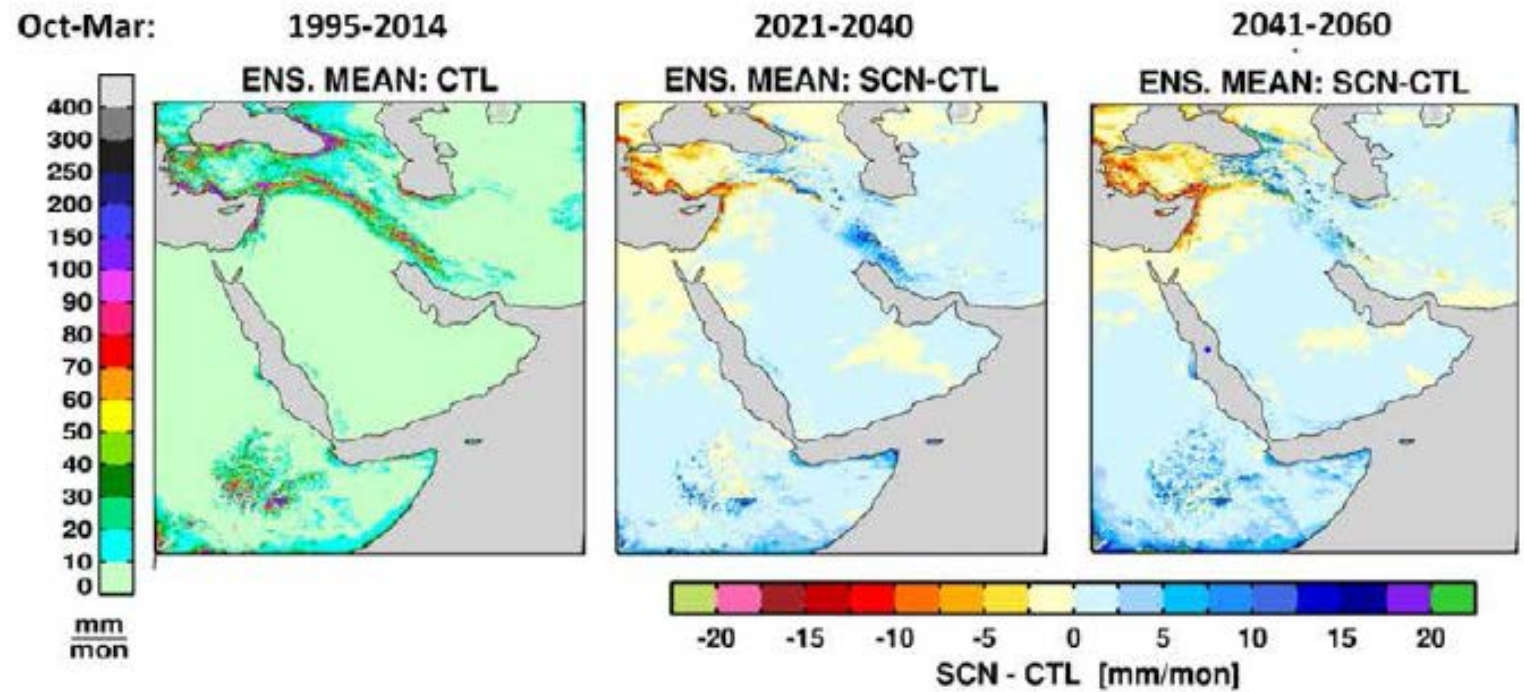 Oct-Mar: 1995-2014 2021-2040 2041-2060
ENS. MEAN: CTL ENS. MEAN: SCN-CTL ENS. MEAN: SCN-CTL
400
300
250
200
150
100
90
80
70
60
50
40
30
20
10
0
mm
mon
-20 -15 -10 -5 0 5 10 15 20
SCN - CTL [mm/mon]